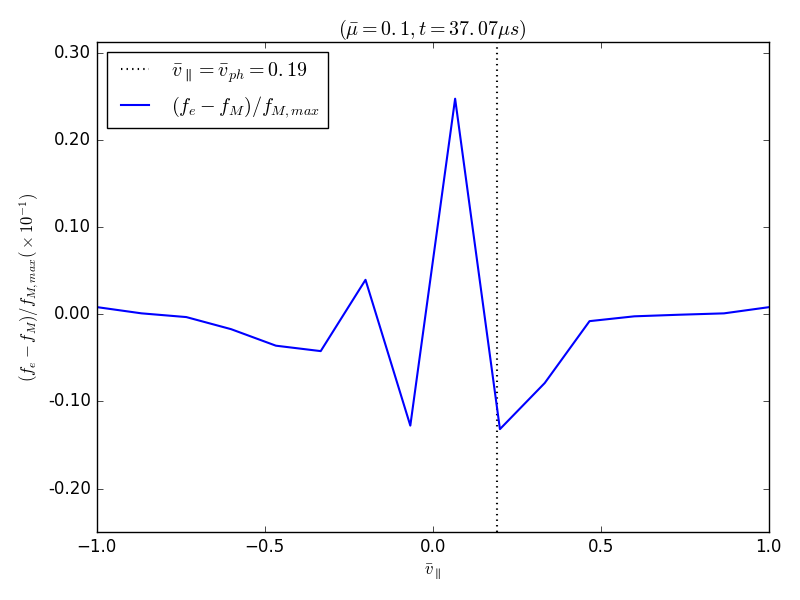 (μ̄ = 0.1, t = 37.07μs)
v̄∥ = v̄ph = 0.19
(fe − fM)/fM,max
0.30
0.20
0.10
0.00
-0.10
-0.20
(fe − fM)/fM,max(×10⁻¹)
−1.0 −0.5 0.0 0.5 1.0
v̄∥